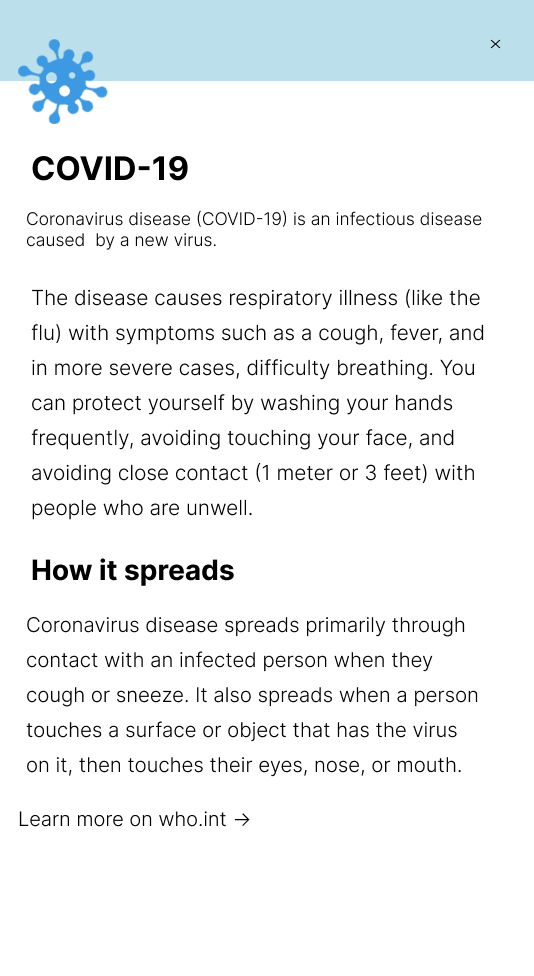 COVID-19
Coronavirus disease (COVID-19) is an infectious disease
caused  by a new virus.
The disease causes respiratory illness (like the
flu) with symptoms such as a cough, fever, and
in more severe cases, difficulty breathing. You
can protect yourself by washing your hands
frequently, avoiding touching your face, and
avoiding close contact (1 meter or 3 feet) with
people who are unwell.
How it spreads
Coronavirus disease spreads primarily through
contact with an infected person when they
cough or sneeze. It also spreads when a person
touches a surface or object that has the virus
on it, then touches their eyes, nose, or mouth.
Learn more on who.int →